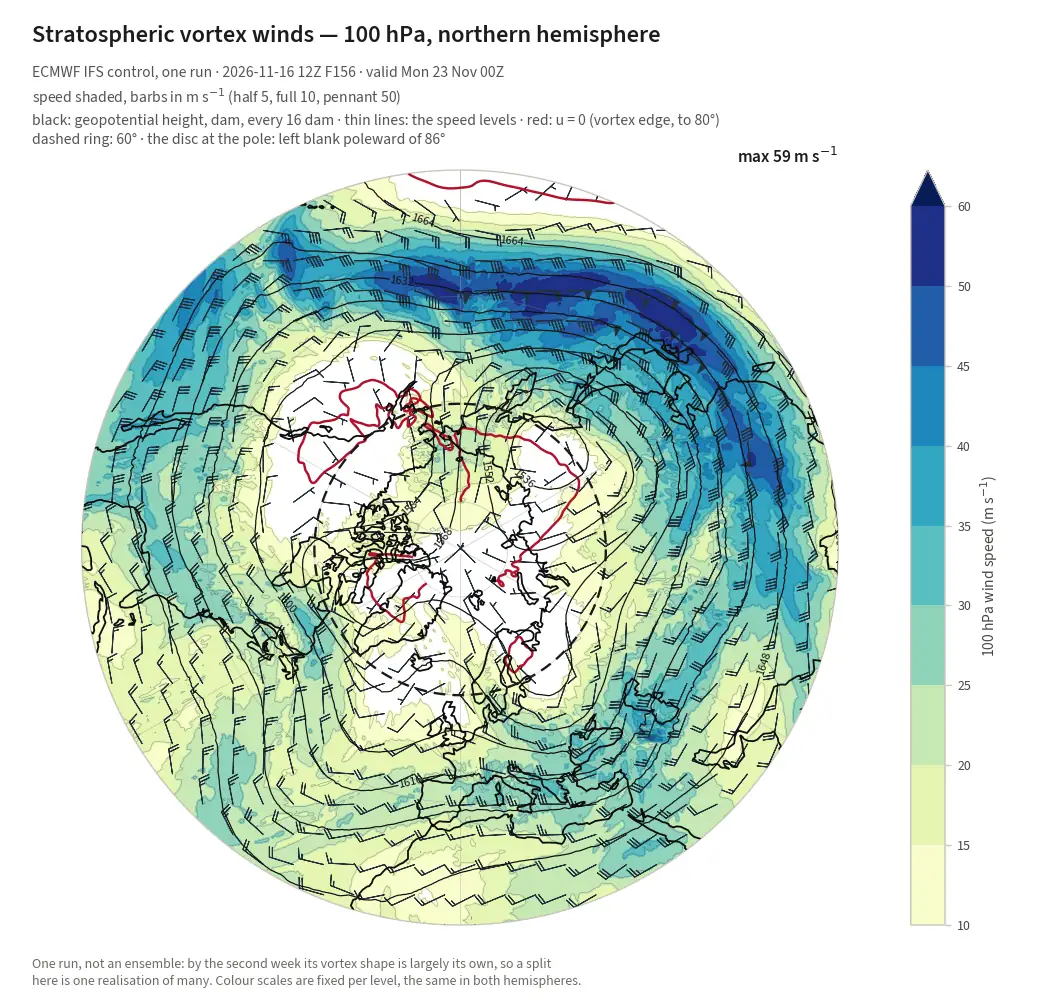 Stratospheric vortex winds — 100 hPa, northern hemisphere
ECMWF IFS control, one run · 2026-11-16 12Z F156 · valid Mon 23 Nov 00Z
speed shaded, barbs in m s⁻¹ (half 5, full 10, pennant 50)
black: geopotential height, dam, every 16 dam · thin lines: the speed levels · red: u = 0 (vortex edge, to 80°)
dashed ring: 60° · the disc at the pole: left blank poleward of 86°
max 59 m s⁻¹
60
50
45
40
35
30
25
20
15
10
100 hPa wind speed (m s⁻¹)
1664
1664
1632
1592
1536
1568
1648
One run, not an ensemble: by the second week its vortex shape is largely its own, so a split
here is one realisation of many. Colour scales are fixed per level, the same in both hemispheres.